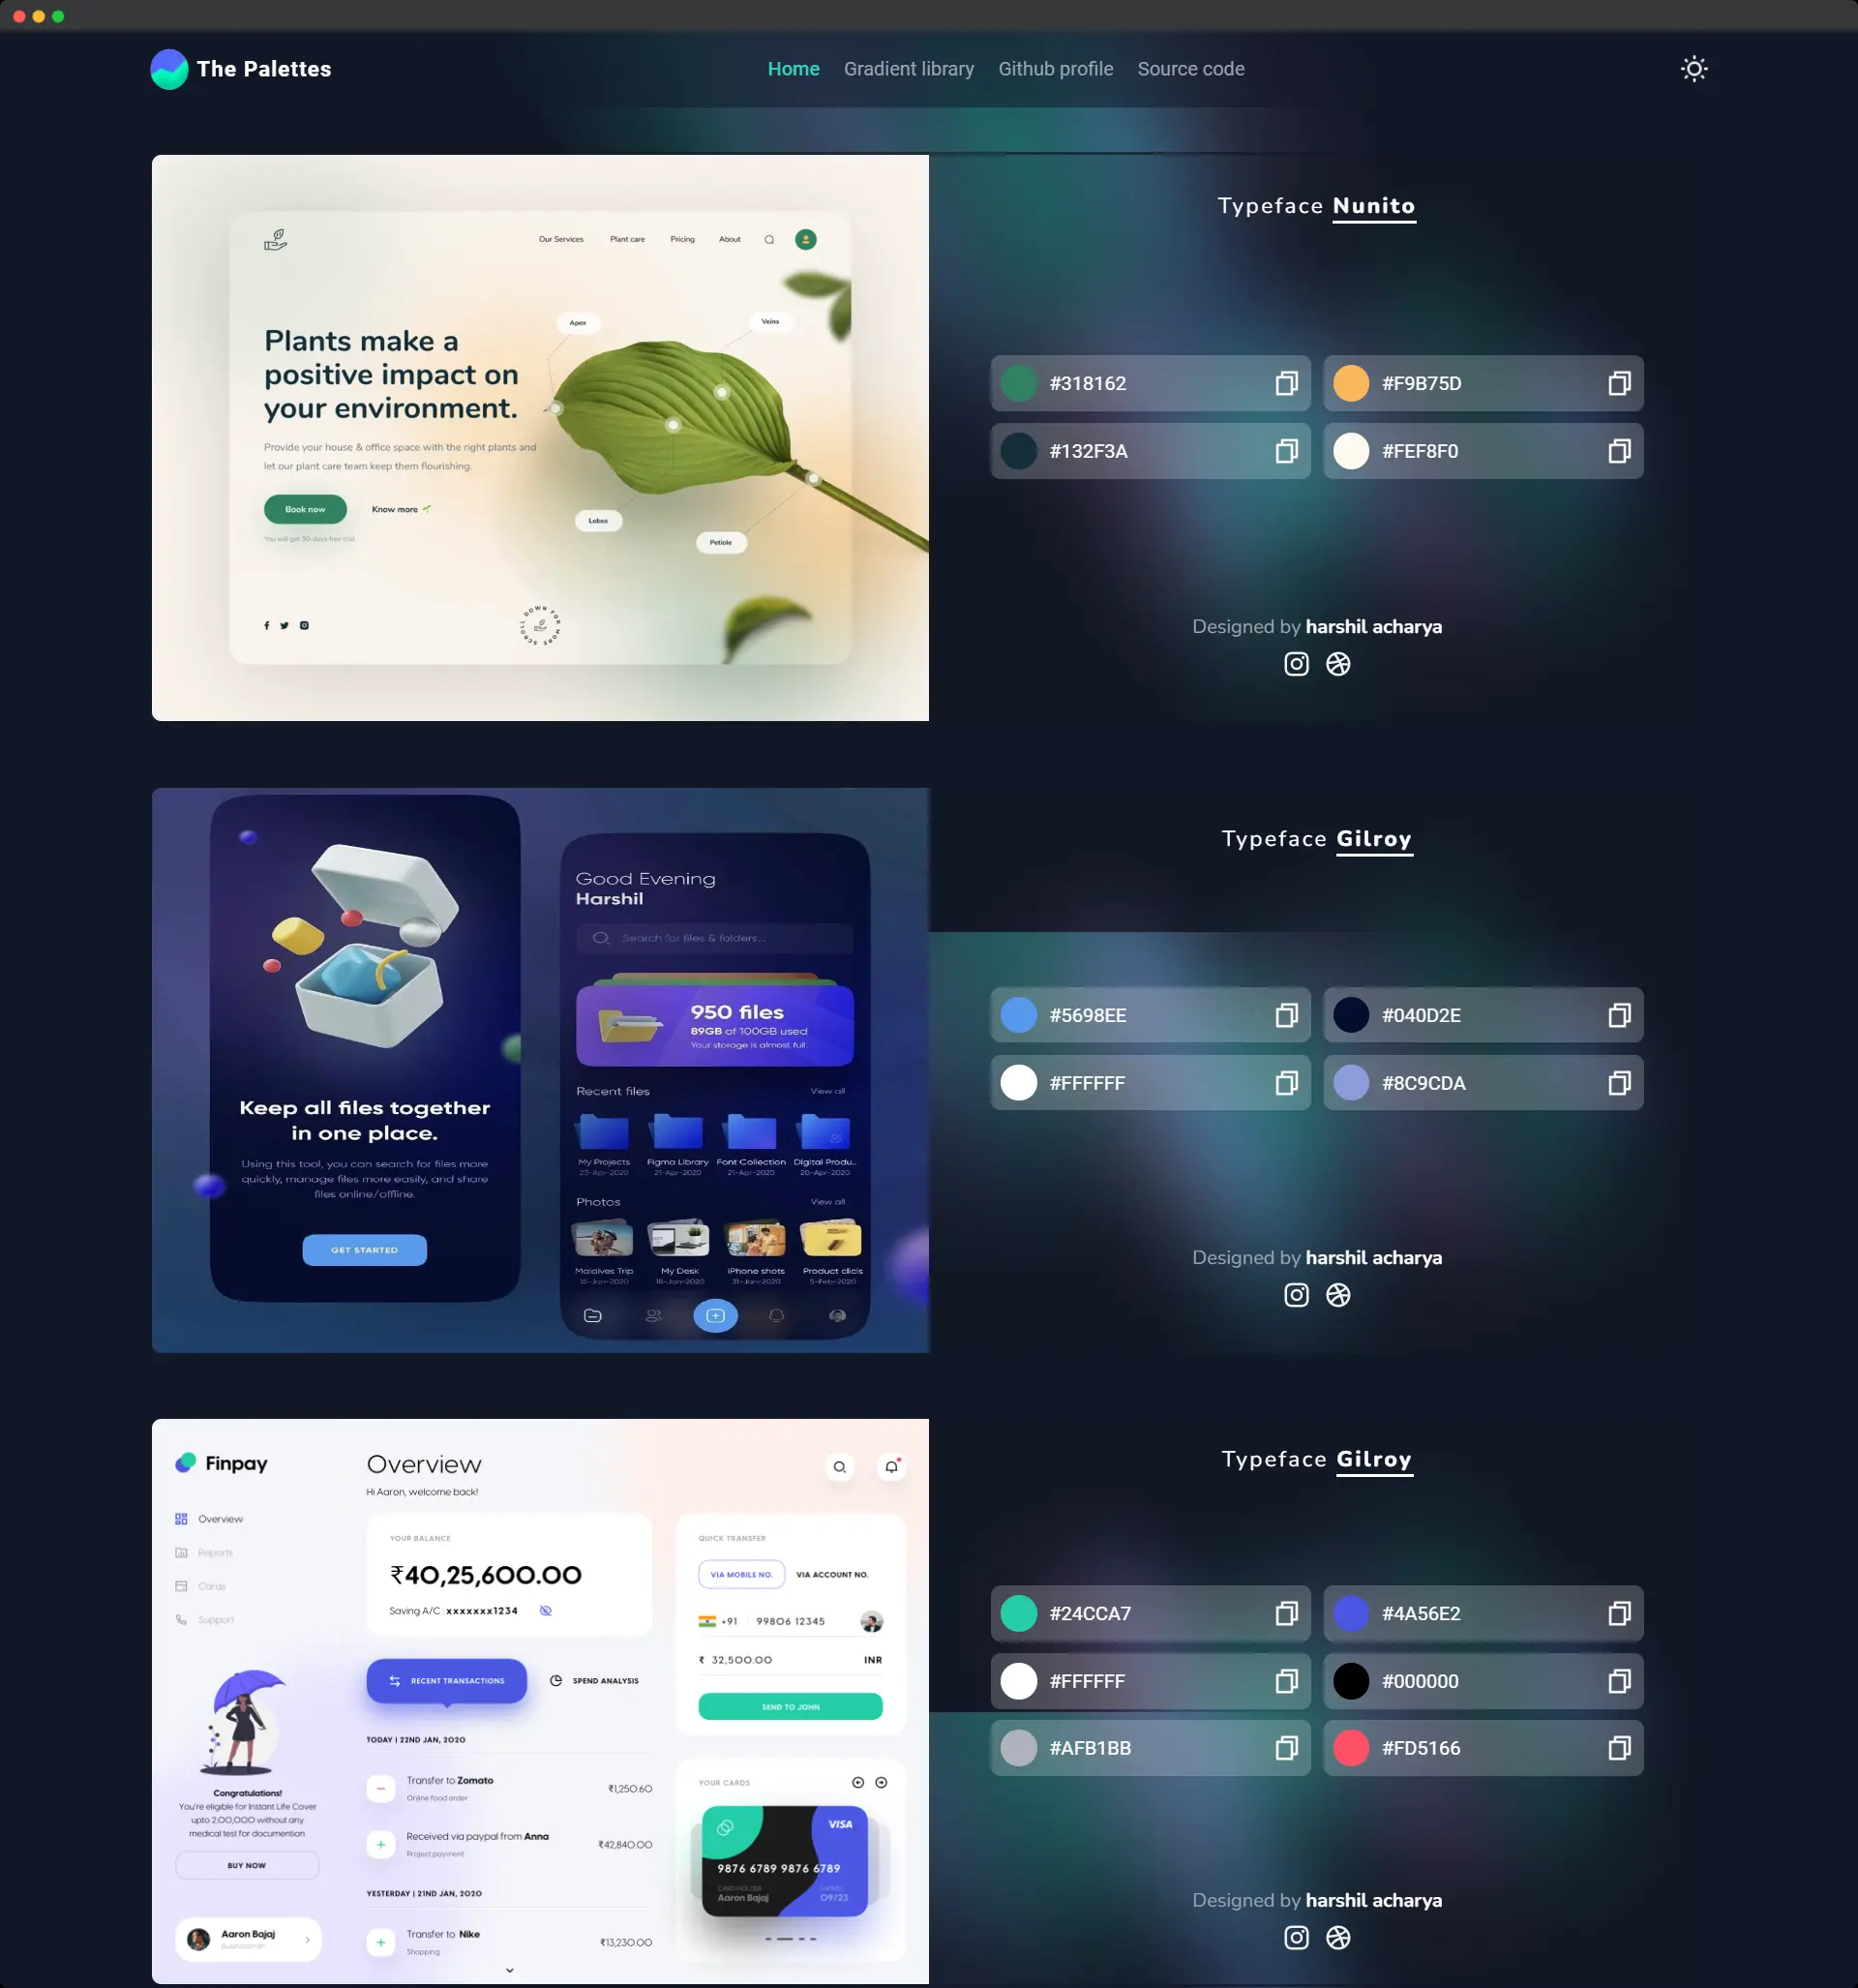 The Palettes
Home Gradient library Github profile Source code
Our Services Plant care Pricing About
Plants make a
positive impact on
your environment.
Provide your house & office space with the right plants and
let our plant care team keep them flourishing.
Book now Know more
You will get 30-days free trial.
Apex
Veins
Lobes
Petiole
DOWN FOR MORE SCROLL
Typeface Nunito
#318162 #F9B75D
#132F3A #FEF8F0
Designed by harshil acharya
Keep all files together
in one place.
Using this tool, you can search for files more
quickly, manage files more easily, and share
files online/offline.
GET STARTED
Good Evening
Harshil
Search for files & folders...
950 files
89GB of 100GB used
Your storage is almost full.
Recent files View all
My Projects Figma Library Font Collection Digital Produ..
23-Apr-2020 21-Apr-2020 21-Apr-2020 20-Apr-2020
Photos View all
Maldives Trip My Desk iPhone shots Product clicis
15-Jan-2020 16-Jan-2020 31-Jan-2020 5-Feb-2020
Typeface Gilroy
#5698EE #040D2E
#FFFFFF #8C9CDA
Designed by harshil acharya
Finpay
Overview
Reports
Cards
Support
Congratulations!
You're eligible for Instant Life Cover
upto 2,00,000 without any
medical test for documention
BUY NOW
Aaron Bajaj
Overview
Hi Aaron, welcome back!
YOUR BALANCE
₹40,25,600.00
Saving A/C : xxxxxxx1234
RECENT TRANSACTIONS SPEND ANALYSIS
TODAY | 22ND JAN, 2020
Transfer to Zomato ₹1,250.60
Online food order
Received via paypal from Anna ₹42,840.00
Project payment
YESTERDAY | 21ND JAN, 2020
Transfer to Nike ₹13,230.00
Shopping
QUICK TRANSFER
VIA MOBILE NO. VIA ACCOUNT NO.
+91 99806 12345
₹ 32,500.00 INR
SEND TO JOHN
YOUR CARDS
VISA
9876 6789 9876 6789
CARDHOLDER EXPIRES
Aaron Bajaj 09/23
Typeface Gilroy
#24CCA7 #4A56E2
#FFFFFF #000000
#AFB1BB #FD5166
Designed by harshil acharya